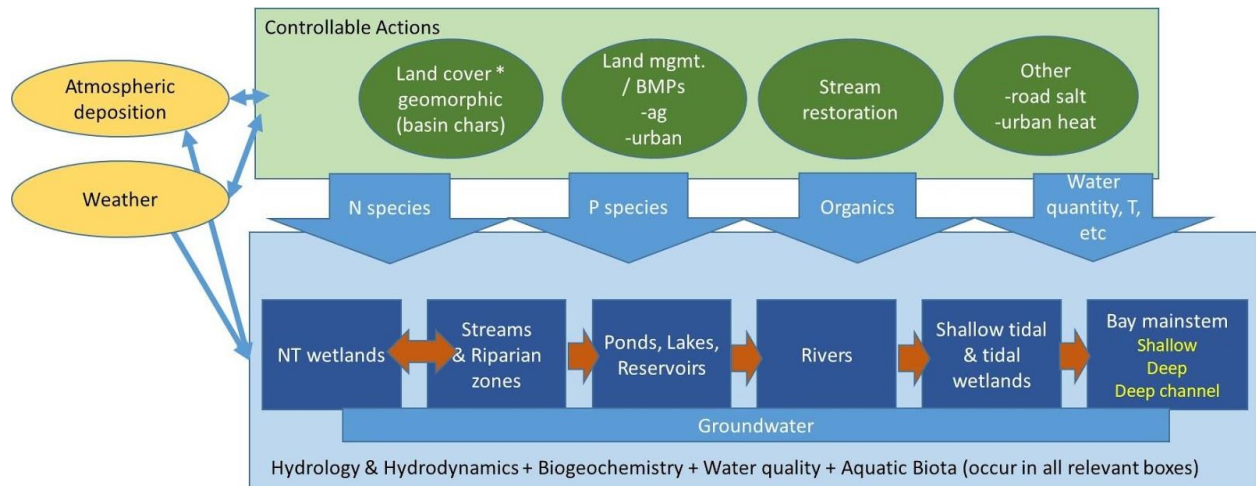 Controllable Actions
Atmospheric
deposition
Weather
Land cover *
geomorphic
(basin chars)
Land mgmt.
/ BMPs
-ag
-urban
Stream
restoration
Other
-road salt
-urban heat
N species
P species
Organics
Water
quantity, T,
etc
NT wetlands
Streams
& Riparian
zones
Ponds, Lakes,
Reservoirs
Rivers
Shallow tidal
& tidal
wetlands
Bay mainstem
Shallow
Deep
Deep channel
Groundwater
Hydrology & Hydrodynamics + Biogeochemistry + Water quality + Aquatic Biota (occur in all relevant boxes)